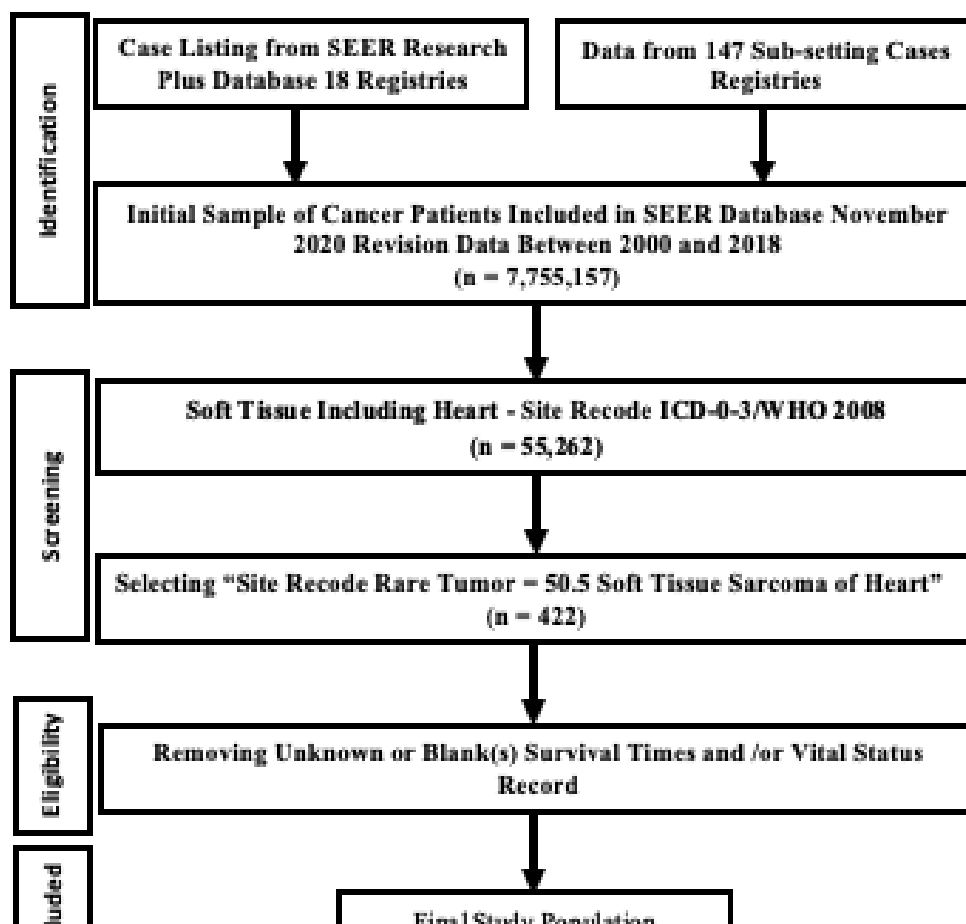 Identification
Case Listing from SEER Research
Plus Database 18 Registries
Data from 147 Sub-setting Cases
Registries
Initial Sample of Cancer Patients Included in SEER Database November
2020 Revision Data Between 2000 and 2018
(n = 7,755,157)
Screening
Soft Tissue Including Heart - Site Recode ICD-0-3/WHO 2008
(n = 55,262)
Selecting “Site Recode Rare Tumor = 50.5 Soft Tissue Sarcoma of Heart”
(n = 422)
Eligibility
Removing Unknown or Blank(s) Survival Times and /or Vital Status
Record
Final Study Population